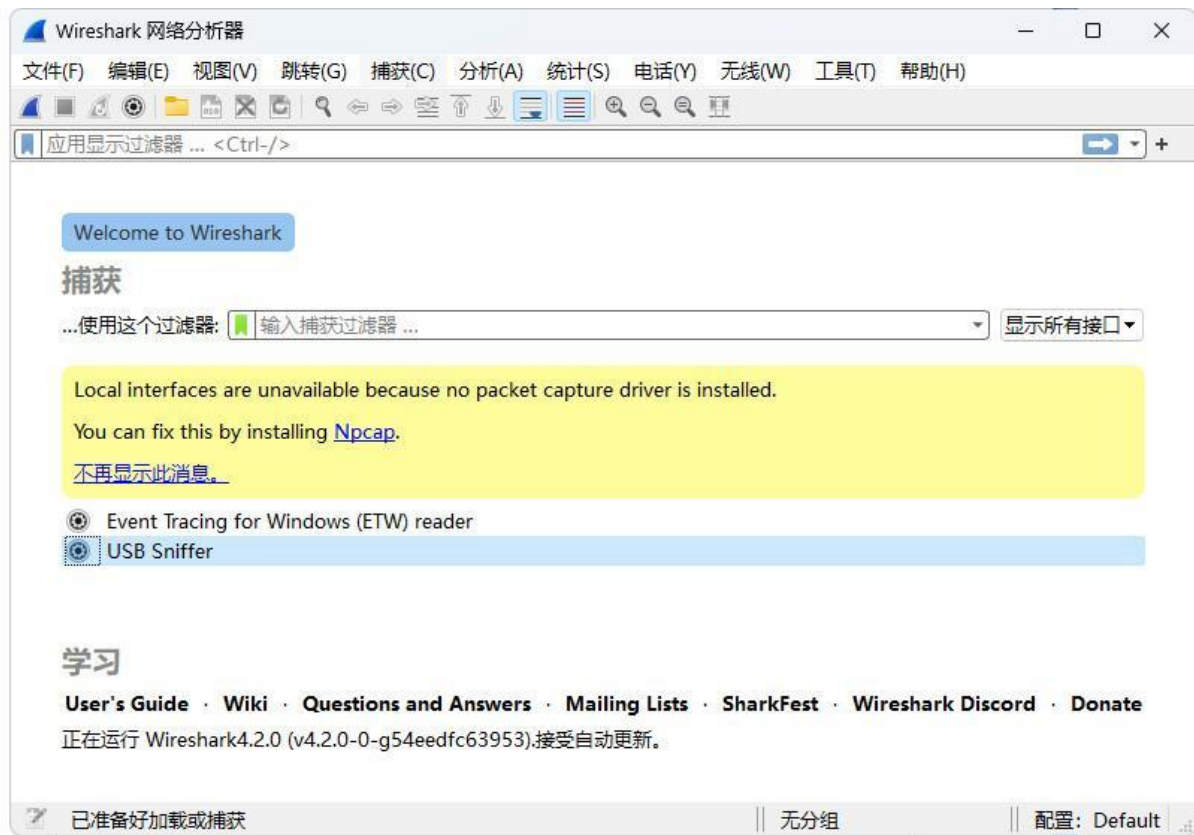 Wireshark 网络分析器
文件(F) 编辑(E) 视图(V) 跳转(G) 捕获(C) 分析(A) 统计(S) 电话(Y) 无线(W) 工具(T) 帮助(H)
应用显示过滤器 ... <Ctrl-/>
Welcome to Wireshark
捕获
...使用这个过滤器: 输入捕获过滤器 ... 显示所有接口
Local interfaces are unavailable because no packet capture driver is installed.
You can fix this by installing Npcap.
不再显示此消息。
Event Tracing for Windows (ETW) reader
USB Sniffer
学习
User's Guide · Wiki · Questions and Answers · Mailing Lists · SharkFest · Wireshark Discord · Donate
正在运行 Wireshark4.2.0 (v4.2.0-0-g54eedfc63953).接受自动更新。
已准备好加载或捕获 无分组 配置: Default